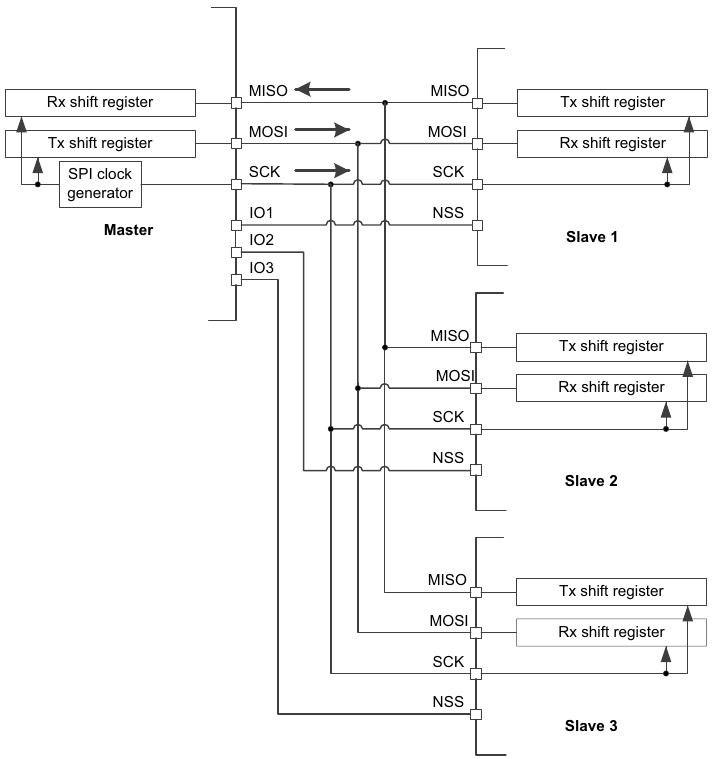 MISO
MISO
Rx shift register
Tx shift register
MOSI
MOSI
Tx shift register
Rx shift register
SPI clock
generator
SCK
SCK
Master
IO1
NSS
Slave 1
IO2
IO3
MISO
Tx shift register
MOSI
Rx shift register
SCK
NSS
Slave 2
MISO
Tx shift register
MOSI
Rx shift register
SCK
NSS
Slave 3